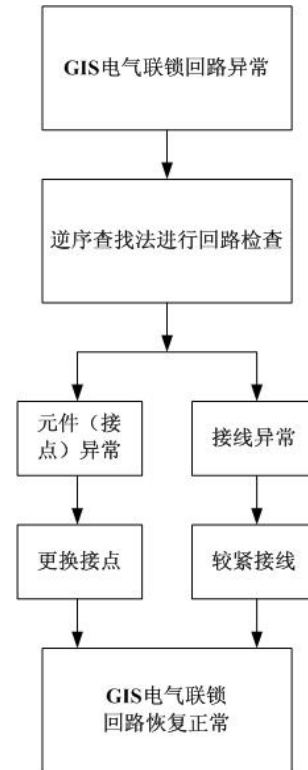 GIS电气联锁回路异常
逆序查找法进行回路检查
元件（接
点）异常
接线异常
更换接点
较紧接线
GIS电气联锁
回路恢复正常